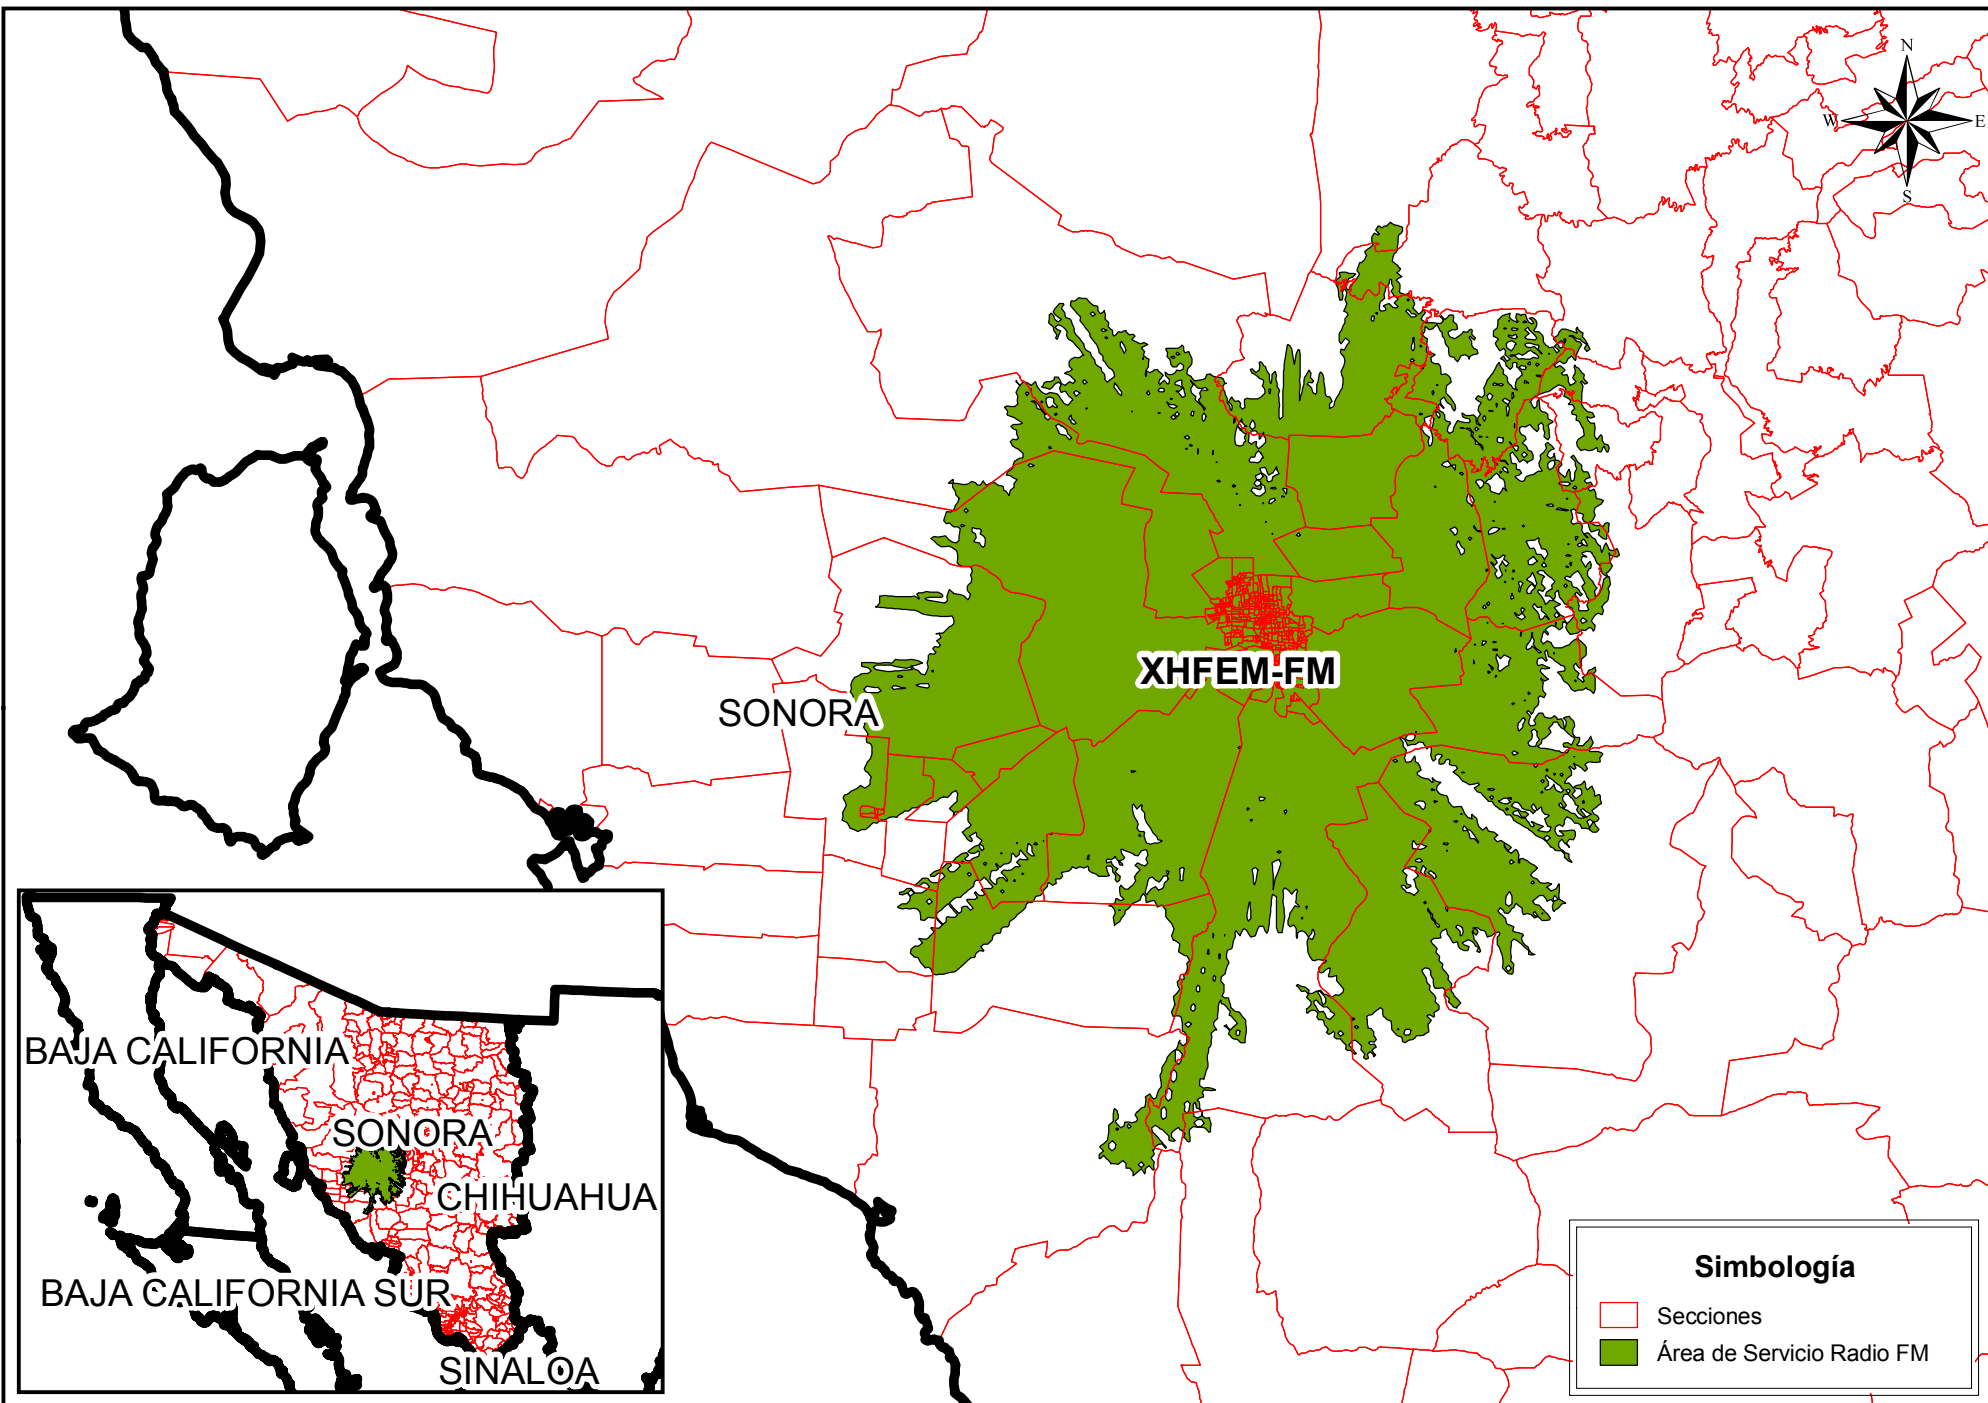 N
W
E
S
XHFEM-FM
SONORA
BAJA CALIFORNIA
SONORA
CHIHUAHUA
BAJA CALIFORNIA SUR
SINALOA
Simbología
Secciones
Área de Servicio Radio FM